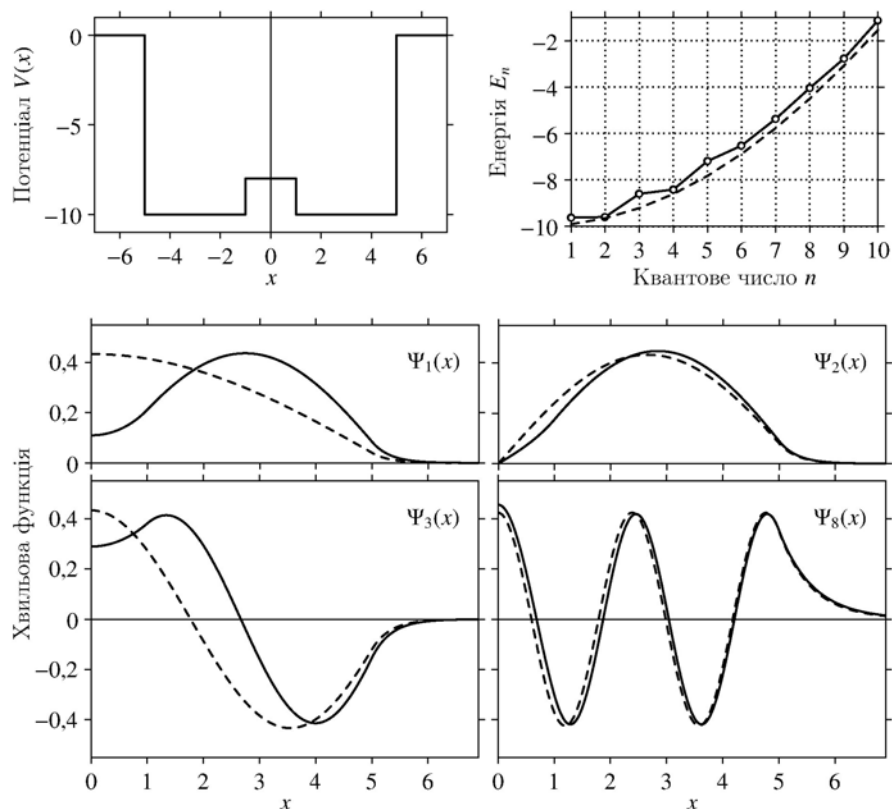 Потенціал V(x)
0
−5
−10
−6 −4 −2 0 2 4 6
x
Енергія Eₙ
−2
−4
−6
−8
−10
1 2 3 4 5 6 7 8 9 10
Квантове число n
Хвильова функція
0,4
0,2
0
Ψ₁(x)
Ψ₂(x)
0,4
0,2
0
−0,2
−0,4
Ψ₃(x)
Ψ₈(x)
0 1 2 3 4 5 6
x
0 1 2 3 4 5 6
x